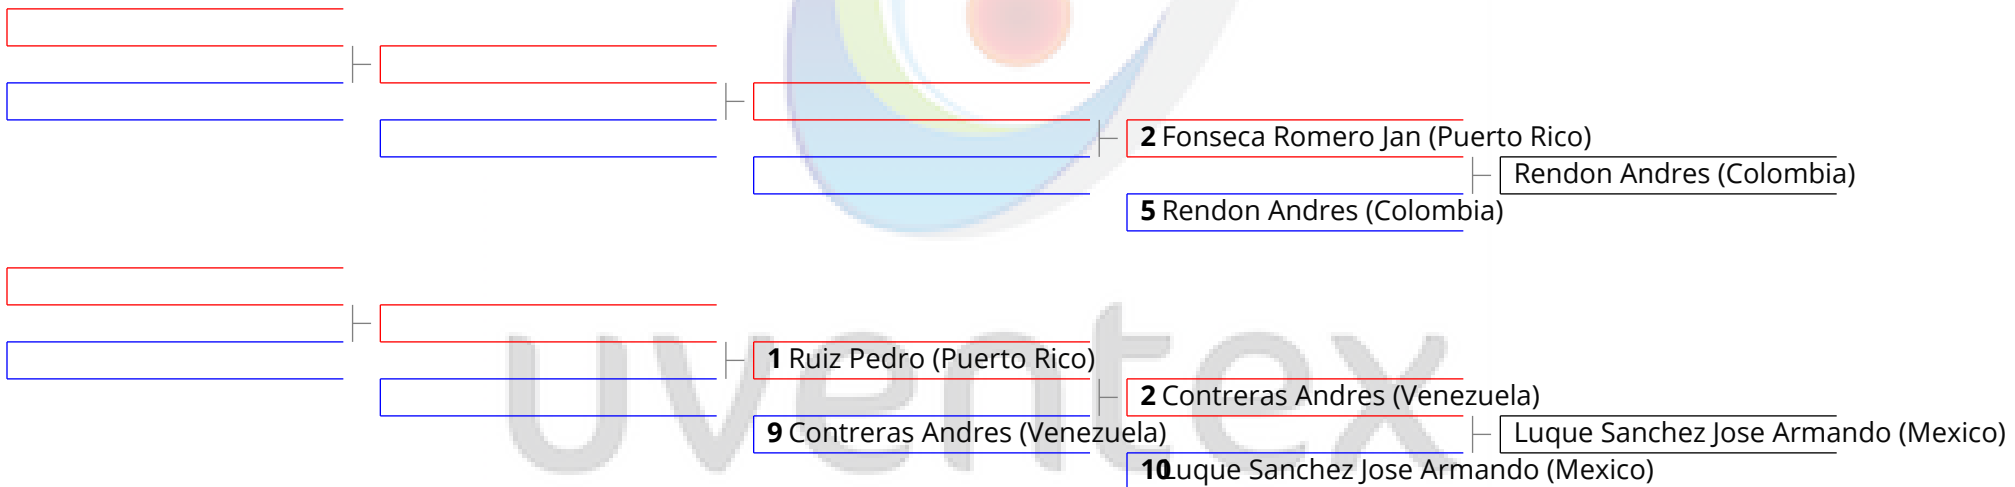 2 Fonseca Romero Jan (Puerto Rico)
Rendon Andres (Colombia)
5 Rendon Andres (Colombia)
1 Ruiz Pedro (Puerto Rico)
2 Contreras Andres (Venezuela)
9 Contreras Andres (Venezuela)
Luque Sanchez Jose Armando (Mexico)
10 Luque Sanchez Jose Armando (Mexico)
uventex